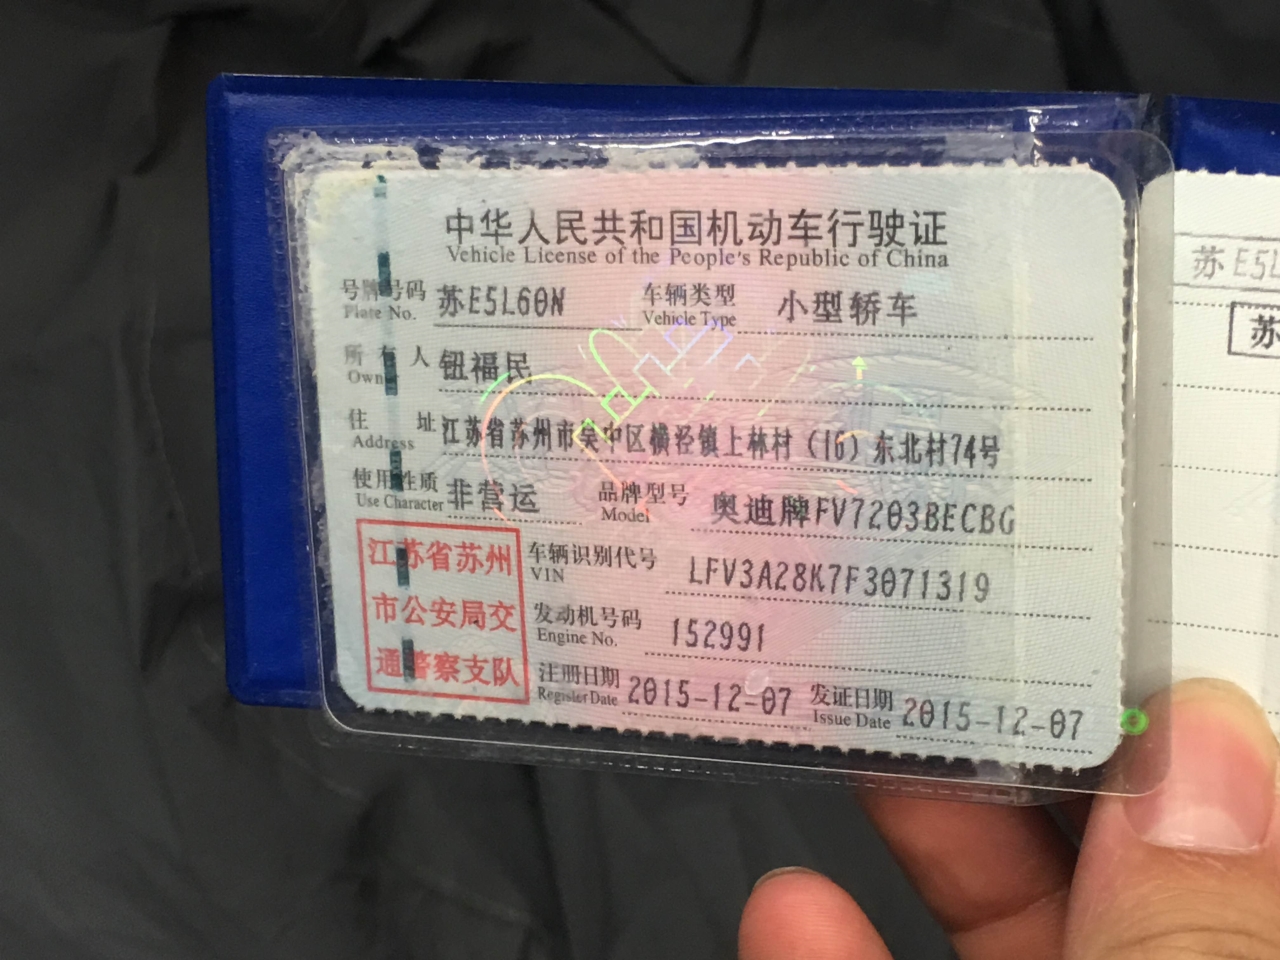 中华人民共和国机动车行驶证
Vehicle License of the People's Republic of China
号牌号码 苏E5L60N 车辆类型 小型轿车
Plate No. Vehicle Type
所有人 钮福民
Owner
住址 江苏省苏州市吴中区横泾镇上林村(16)东北村74号
Address
使用性质 非营运 品牌型号 奥迪牌FV7203BECBG
Use Character Model
车辆识别代号 LFV3A28K7F3071319
VIN
发动机号码 152991
Engine No.
注册日期 2015-12-07 发证日期 2015-12-07
Register Date Issue Date
江苏省苏州
市公安局交
通警察支队
苏E5L
苏